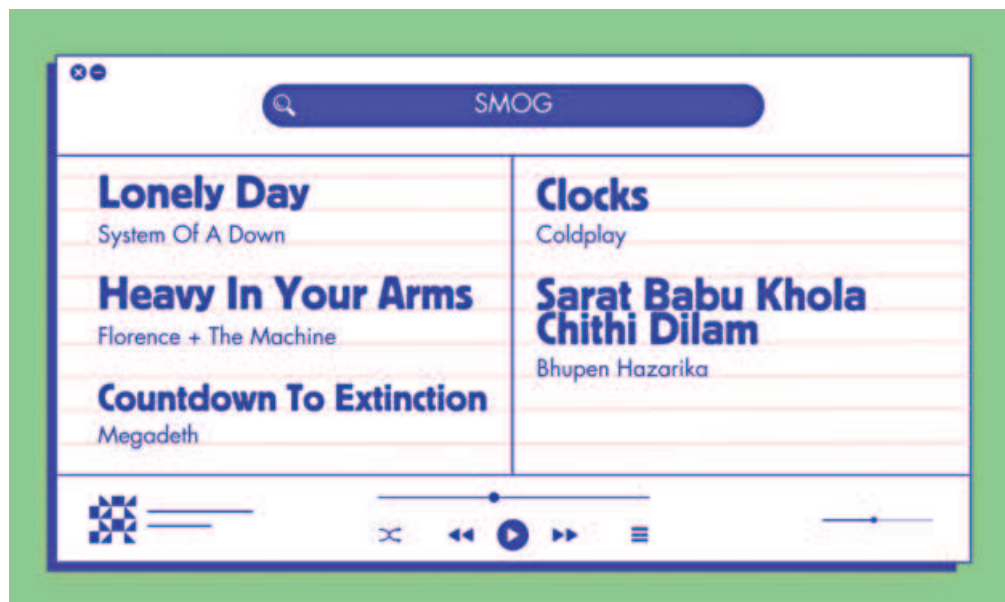 SMOG
Lonely Day
System Of A Down
Heavy In Your Arms
Florence + The Machine
Countdown To Extinction
Megadeth
Clocks
Coldplay
Sarat Babu Khola
Chithi Dilam
Bhupen Hazarika